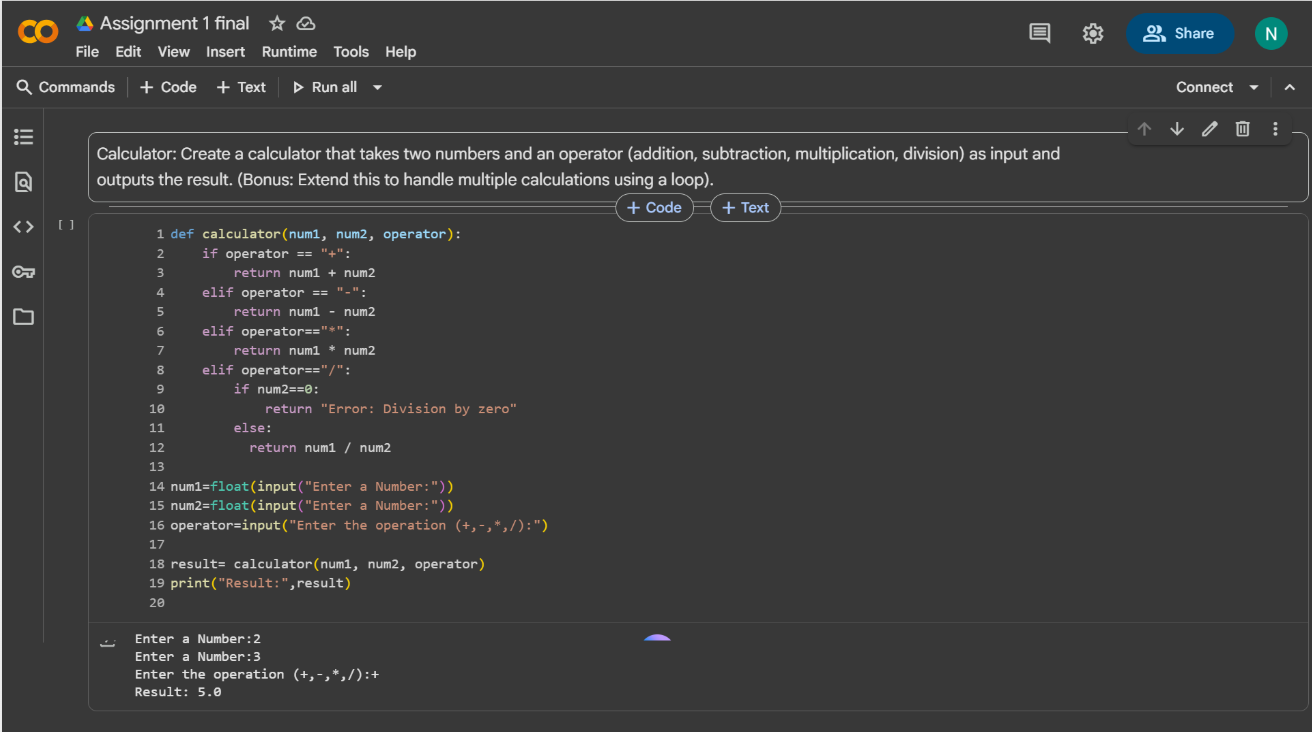 Assignment 1 final
File Edit View Insert Runtime Tools Help
Share
N
Commands + Code + Text Run all
Connect
Calculator: Create a calculator that takes two numbers and an operator (addition, subtraction, multiplication, division) as input and
outputs the result. (Bonus: Extend this to handle multiple calculations using a loop).
+ Code + Text
[ ]
1 def calculator(num1, num2, operator):
2     if operator == "+":
3         return num1 + num2
4     elif operator == "-":
5         return num1 - num2
6     elif operator=="*":
7         return num1 * num2
8     elif operator=="/":
9         if num2==0:
10             return "Error: Division by zero"
11         else:
12           return num1 / num2
13
14 num1=float(input("Enter a Number:"))
15 num2=float(input("Enter a Number:"))
16 operator=input("Enter the operation (+,-,*,/):")
17
18 result= calculator(num1, num2, operator)
19 print("Result:",result)
20
Enter a Number:2
Enter a Number:3
Enter the operation (+,-,*,/):+
Result: 5.0